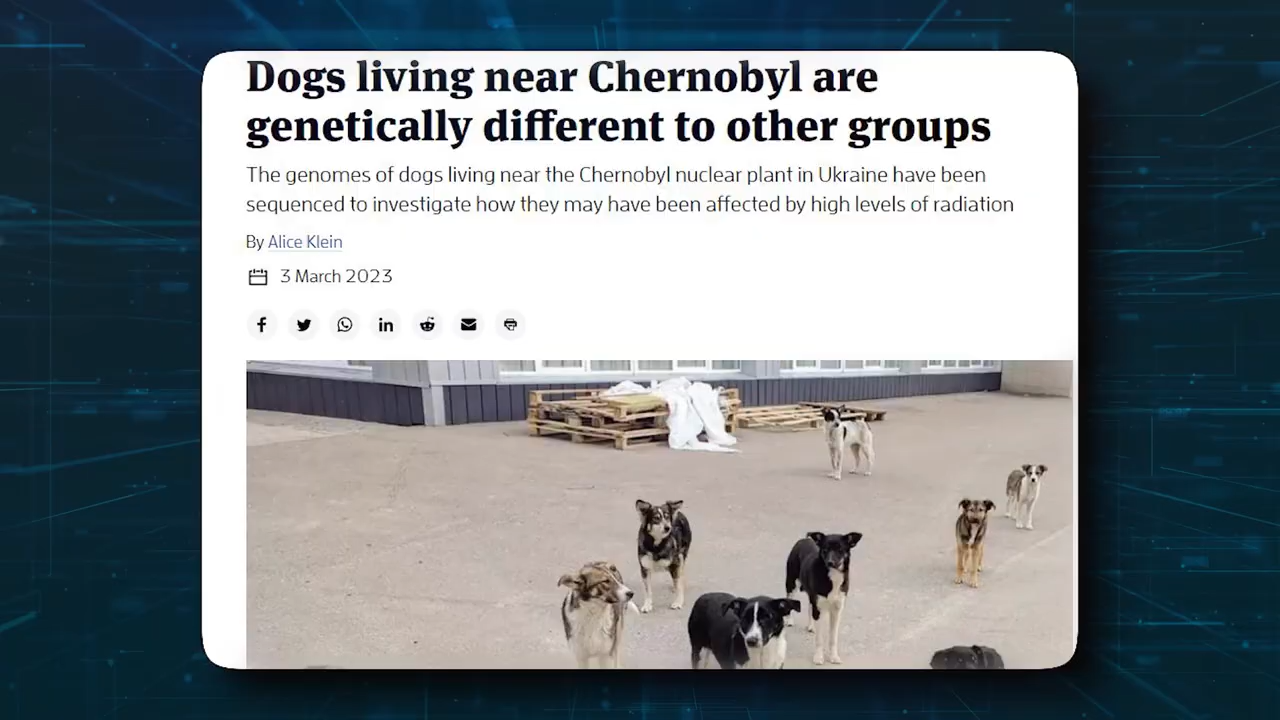 Dogs living near Chernobyl are
genetically different to other groups
The genomes of dogs living near the Chernobyl nuclear plant in Ukraine have been
sequenced to investigate how they may have been affected by high levels of radiation
By Alice Klein
3 March 2023